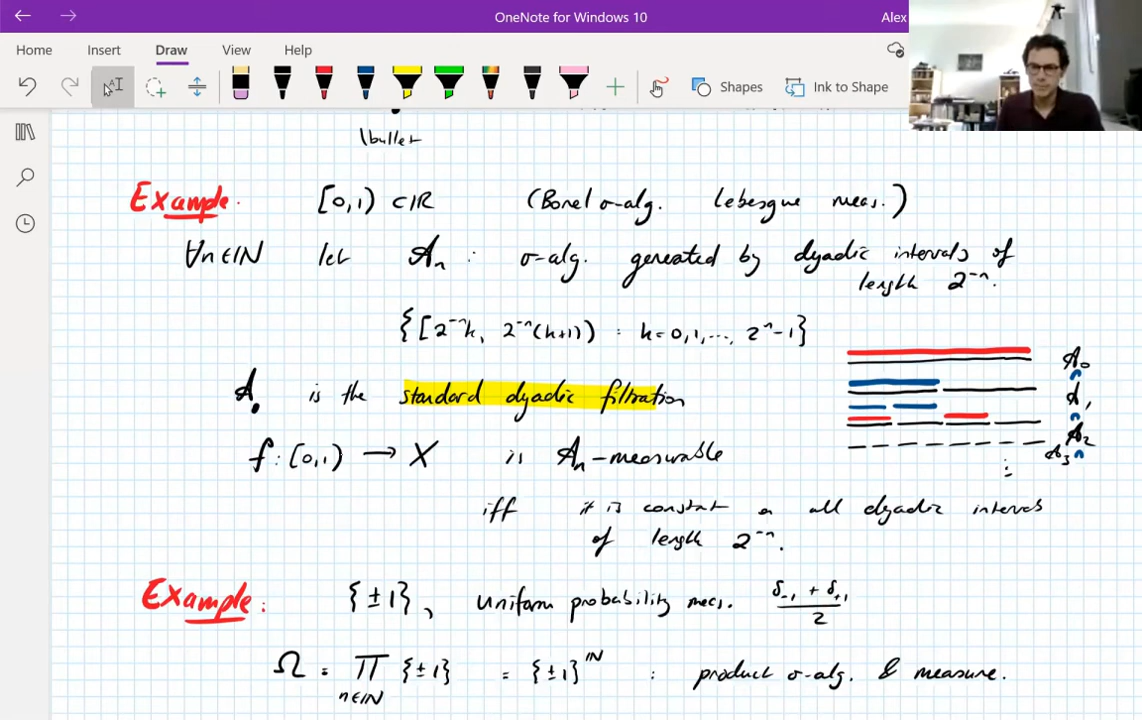 OneNote for Windows 10
Alex
Home Insert Draw View Help
Shapes Ink to Shape
\bullet
Example. [0,1) ⊂ ℝ (Borel σ-alg. Lebesgue meas.)
∀n∈ℕ let 𝒜n : σ-alg. generated by dyadic intervals of
length 2⁻ⁿ.
{[2⁻ⁿk, 2⁻ⁿ(k+1)) : k=0,1,..., 2ⁿ-1}
𝒜• is the standard dyadic filtration
𝒜0
∩
𝒜1
∩
𝒜2
∩
𝒜3
⋮
f: [0,1) → X is 𝒜n-measurable
iff it is constat on all dyadic intervals
of length 2⁻ⁿ.
Example: {±1}, Uniform probability meas. (δ₋₁ + δ₊₁)/2
Ω = ∏_{n∈ℕ} {±1} = {±1}^ℕ : product σ-alg. & measure.